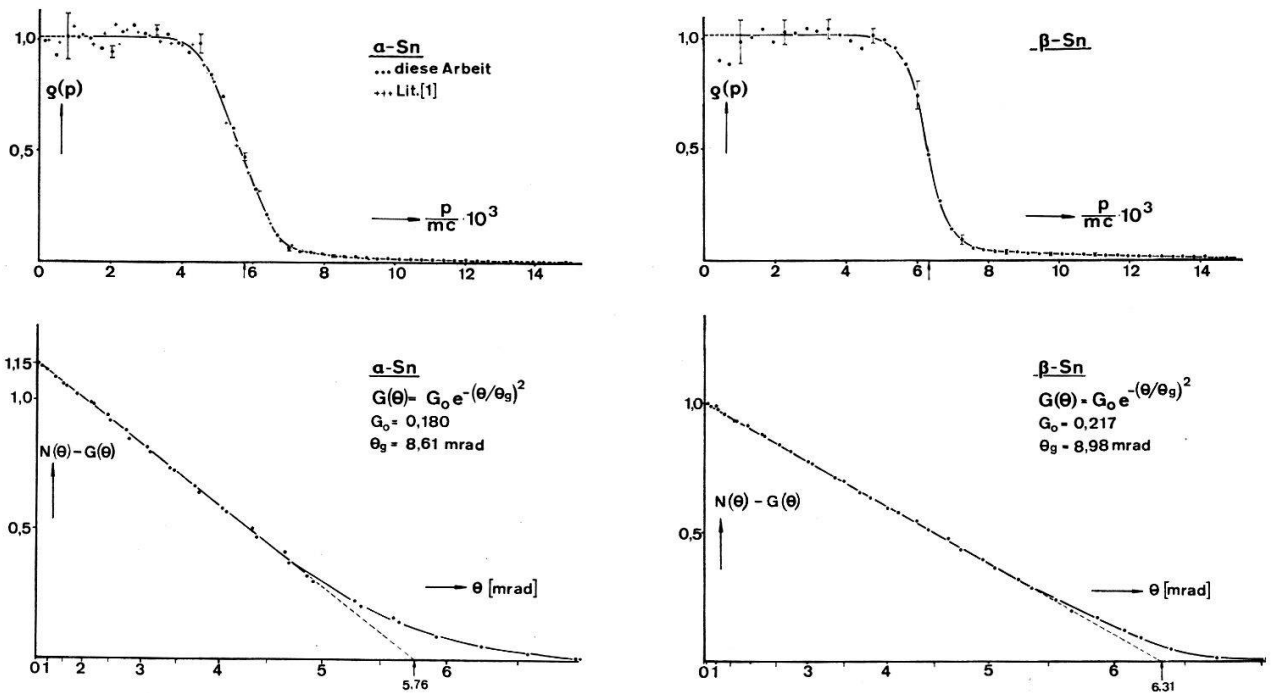 1,0
ϱ(p)
0,5
α-Sn
••• diese Arbeit
+++ Lit.[1]
p/mc · 10³
0 2 4 6 8 10 12 14
1,0
ϱ(p)
0,5
β-Sn
p/mc · 10³
0 2 4 6 8 10 12 14
1,15
1,0
N(θ) – G(θ)
0,5
α-Sn
G(θ) = G₀ e^-(θ/θg)²
G₀ = 0,180
θg = 8,61 mrad
θ [mrad]
0 1 2 3 4 5 6
5.76
1,0
N(θ) – G(θ)
0,5
β-Sn
G(θ) = G₀ e^-(θ/θg)²
G₀ = 0,217
θg = 8,98 mrad
θ [mrad]
0 1 2 3 4 5 6
6.31